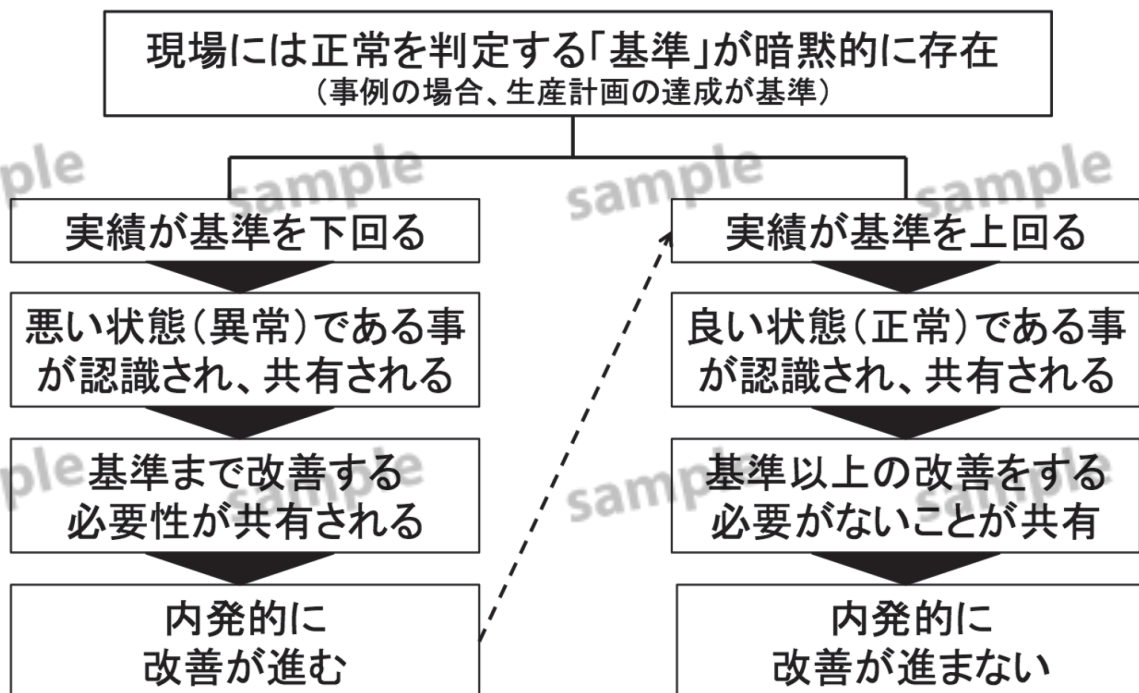 現場には正常を判定する「基準」が暗黙的に存在
（事例の場合、生産計画の達成が基準）
実績が基準を下回る
悪い状態（異常）である事
が認識され、共有される
基準まで改善する
必要性が共有される
内発的に
改善が進む
実績が基準を上回る
良い状態（正常）である事
が認識され、共有される
基準以上の改善をする
必要がないことが共有
内発的に
改善が進まない
ple
sample
sample
sample
ple
sample
sample
sample